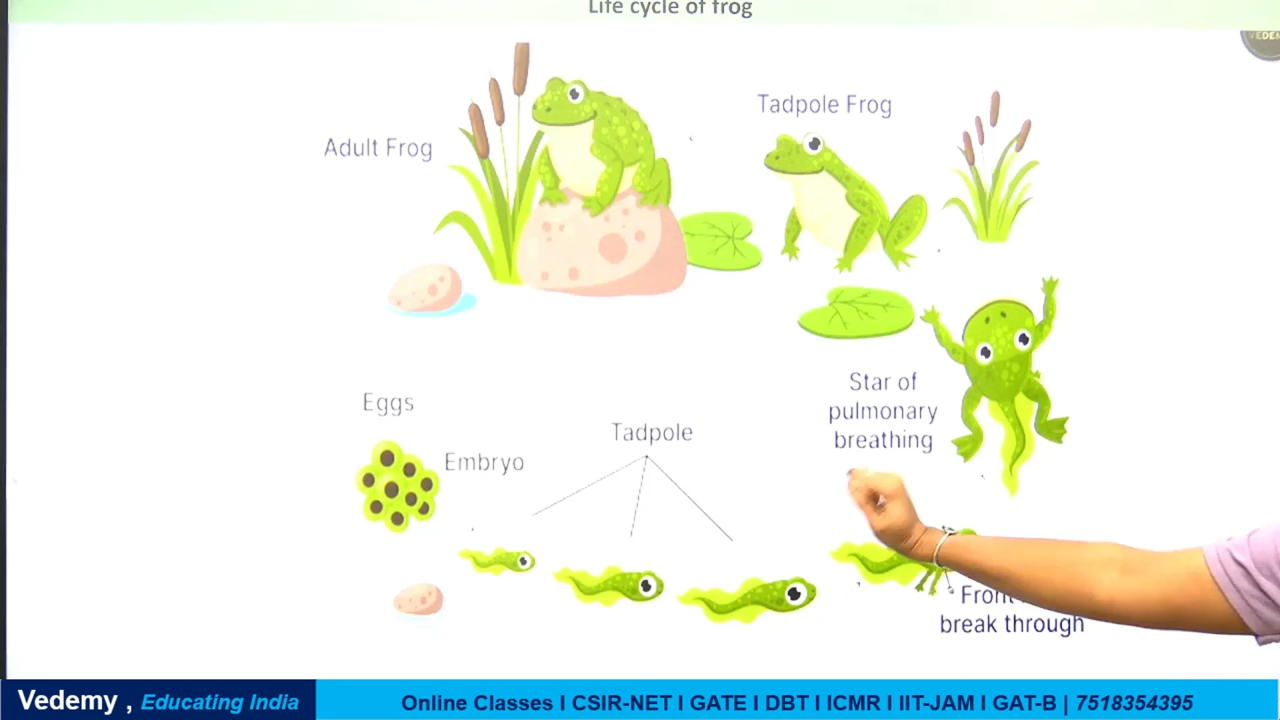 Life cycle of frog
Adult Frog
Tadpole Frog
Star of
pulmonary
breathing
Eggs
Embryo
Tadpole
break through
Vedemy , Educating India
Online Classes I CSIR-NET I GATE I DBT I ICMR I IIT-JAM I GAT-B | 7518354395